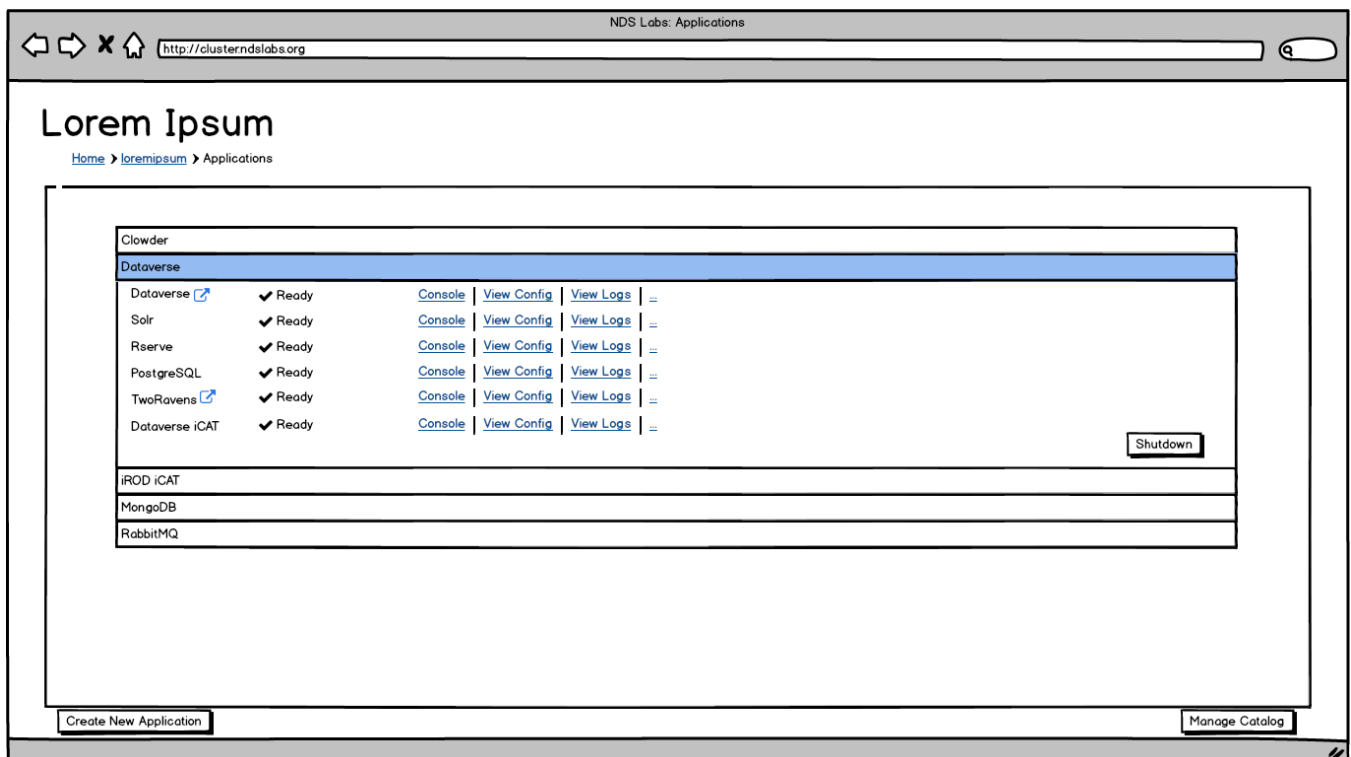 NDS Labs: Applications
http://cluster.ndslabs.org
Lorem Ipsum
Home > loremipsum > Applications
Clowder
Dataverse
Dataverse Ready Console | View Config | View Logs | ...
Solr Ready Console | View Config | View Logs | ...
Rserve Ready Console | View Config | View Logs | ...
PostgreSQL Ready Console | View Config | View Logs | ...
TwoRavens Ready Console | View Config | View Logs | ...
Dataverse iCAT Ready Console | View Config | View Logs | ...
Shutdown
iROD iCAT
MongoDB
RabbitMQ
Create New Application Manage Catalog